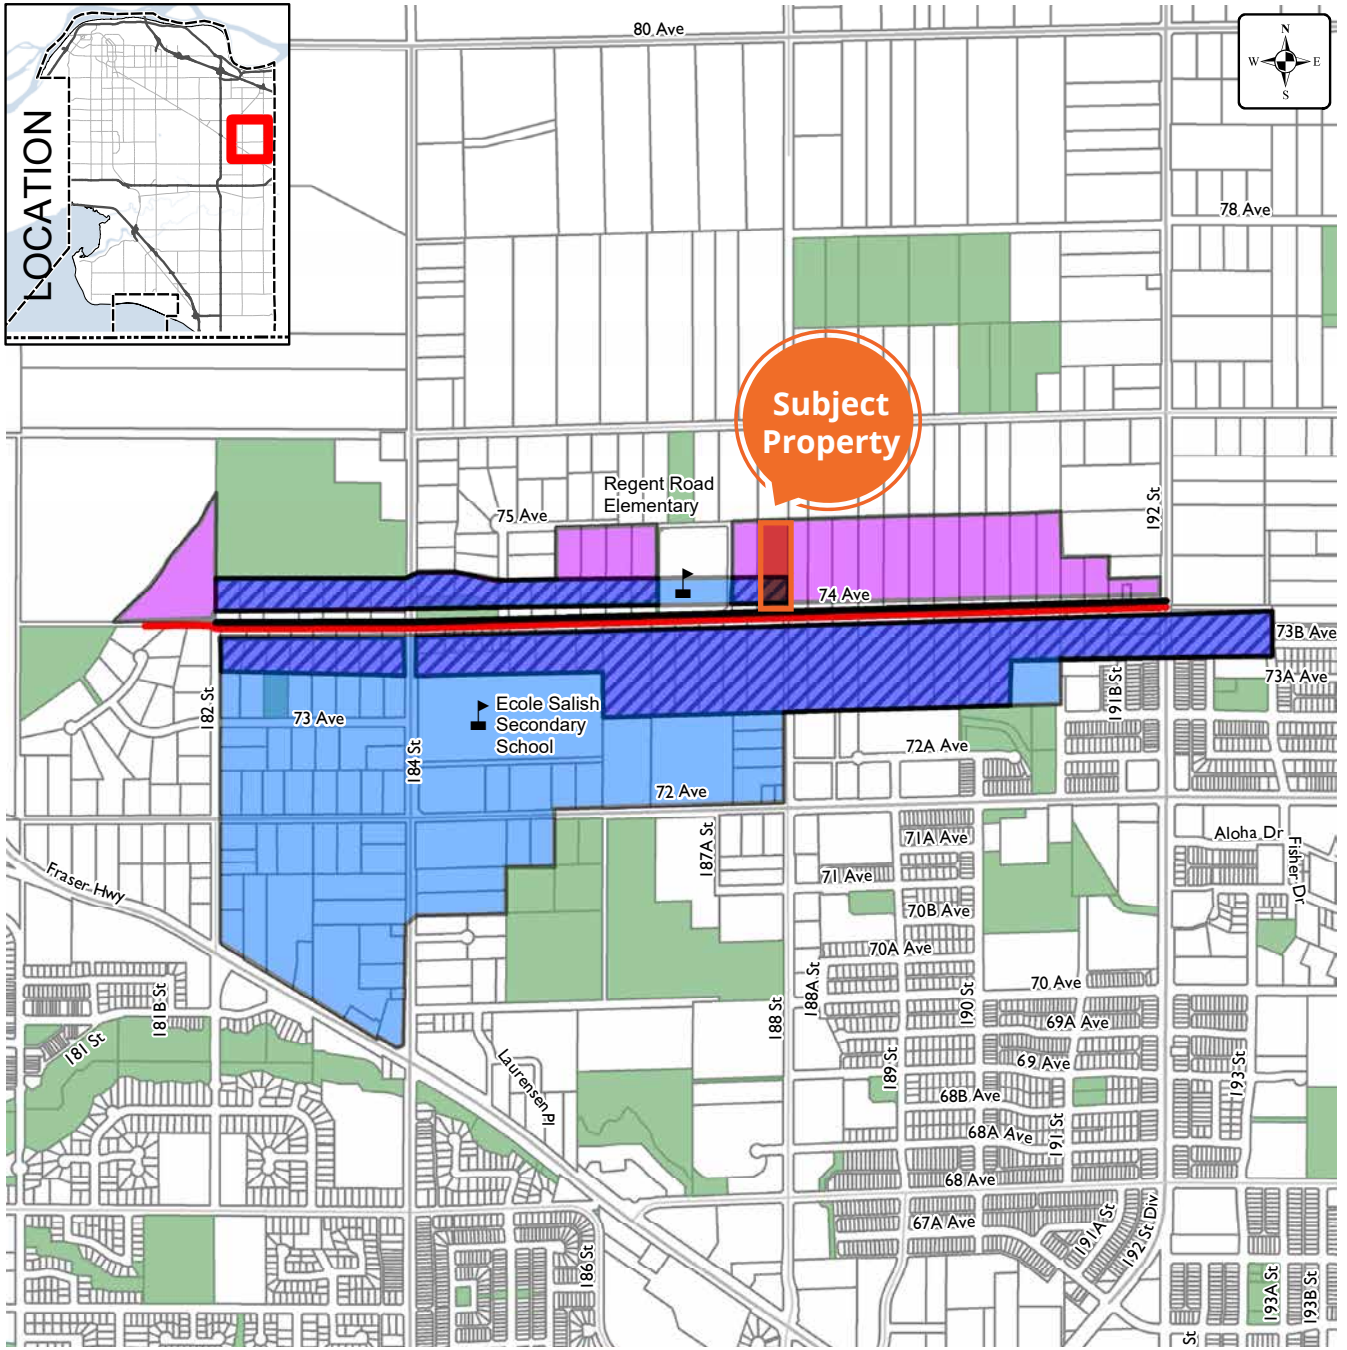 LOCATION
80 Ave
N
W E
S
78 Ave
Subject
Property
Regent Road
Elementary
75 Ave
192 St
74 Ave
73B Ave
73A Ave
182 St
73 Ave
184 St
Ecole Salish
Secondary
School
191B St
72A Ave
72 Ave
187A St
71A Ave
Aloha Dr
Fisher Dr
71 Ave
Fraser Hwy
70B Ave
70A Ave
188A St
70 Ave
190 St
181B St
188 St
69A Ave
181 St
69 Ave
189 St
193 St
Laurensen Pl
68B Ave
68A Ave
191 St
68 Ave
67A Ave
191A St
192 St Div
186 St
193A St
193B St
St